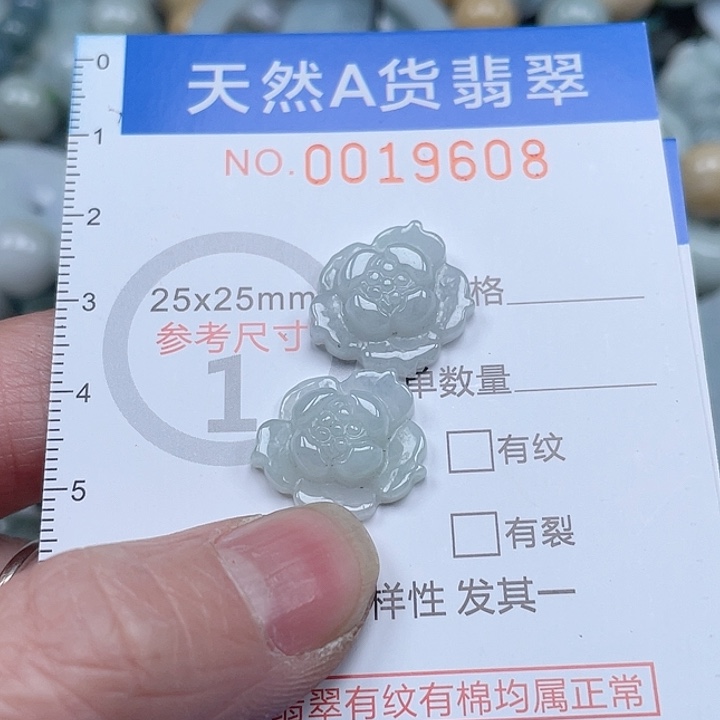 天然A货翡翠
NO.0019608
0
1
2
3
4
5
25x25mm
参考尺寸
1
格
单数量
有纹
有裂
样性 发其一
翡翠有纹有棉均属正常